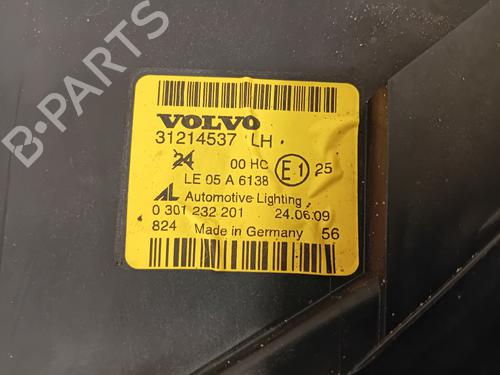 VOLVO
31214537 LH
24 00 HC E1 25
LE 05 A 6138
AL Automotive Lighting
0 301 232 201 24.06.09
824 Made in Germany 56
B-PARTS